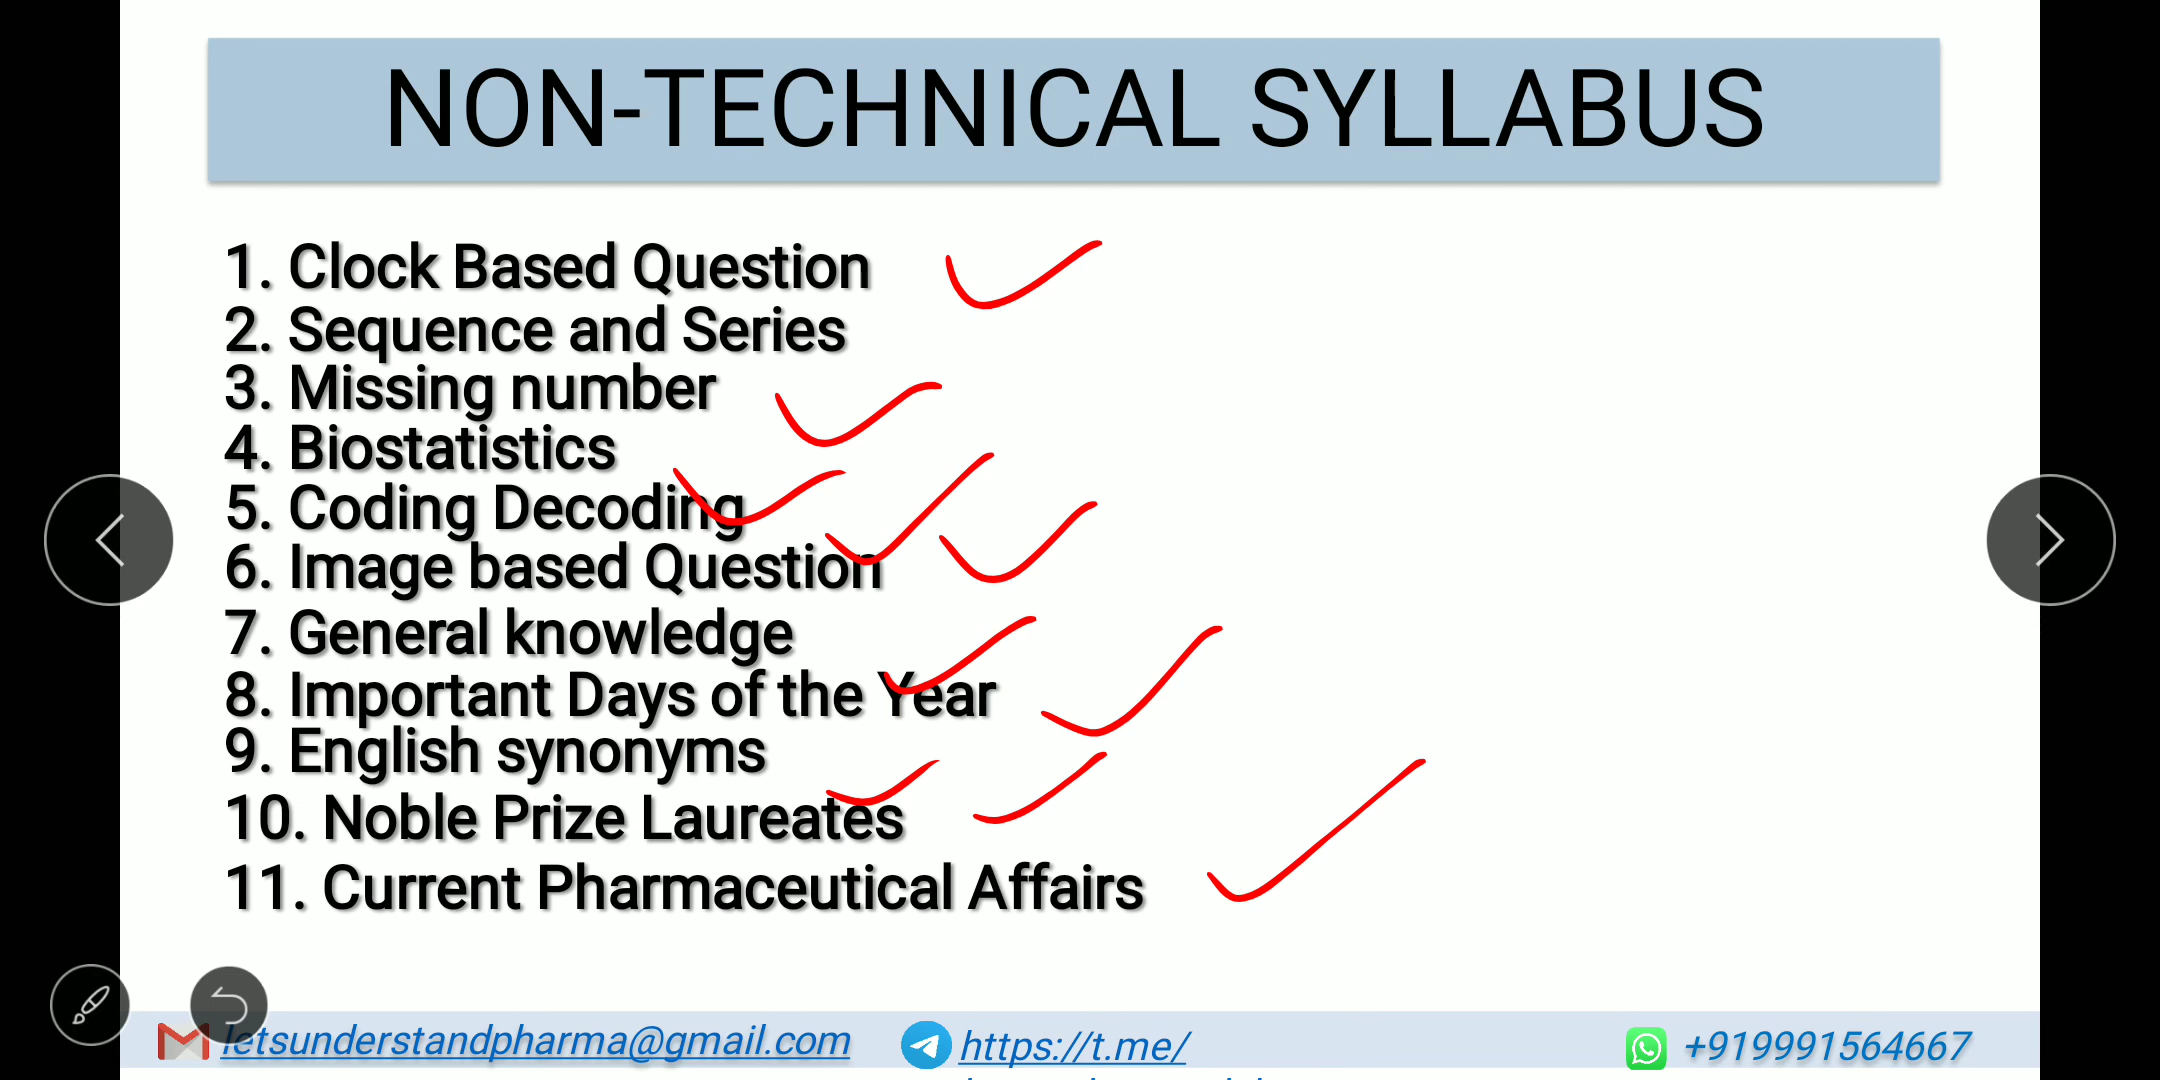 NON-TECHNICAL SYLLABUS
1. Clock Based Question
2. Sequence and Series
3. Missing number
4. Biostatistics
5. Coding Decoding
6. Image based Question
7. General knowledge
8. Important Days of the Year
9. English synonyms
10. Noble Prize Laureates
11. Current Pharmaceutical Affairs
letsunderstandpharma@gmail.com
https://t.me/
+919991564667